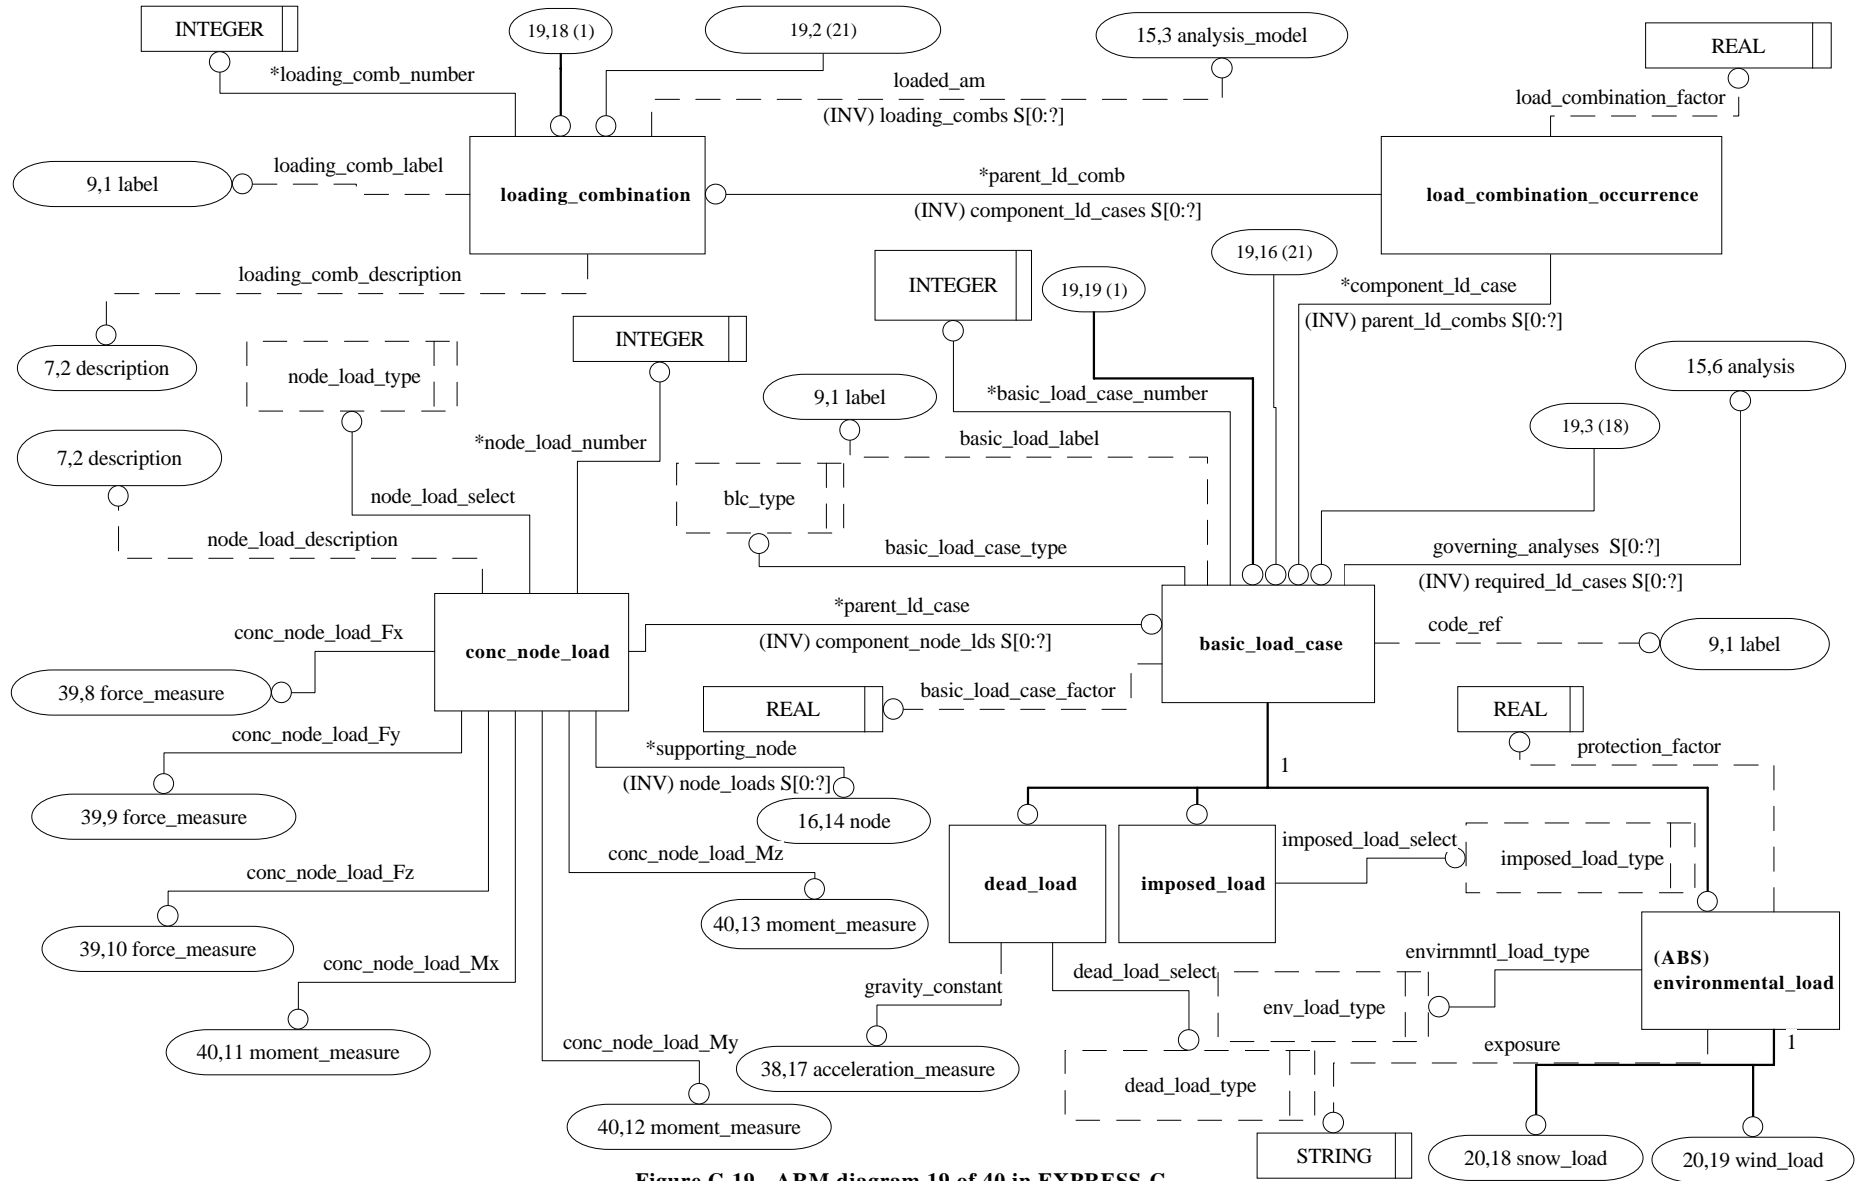 INTEGER
19,18 (1)
19,2 (21)
15,3 analysis_model
REAL
*loading_comb_number
loaded_am
(INV) loading_combs S[0:?]
load_combination_factor
loading_comb_label
9,1 label
loading_combination
*parent_ld_comb
(INV) component_ld_cases S[0:?]
load_combination_occurrence
loading_comb_description
7,2 description
INTEGER
19,19 (1)
19,16 (21)
*component_ld_case
(INV) parent_ld_combs S[0:?]
INTEGER
node_load_type
15,6 analysis
9,1 label
*basic_load_case_number
19,3 (18)
7,2 description
*node_load_number
basic_load_label
node_load_select
blc_type
node_load_description
basic_load_case_type
governing_analyses S[0:?]
(INV) required_ld_cases S[0:?]
*parent_ld_case
(INV) component_node_lds S[0:?]
conc_node_load_Fx
conc_node_load
basic_load_case
code_ref
9,1 label
39,8 force_measure
REAL
basic_load_case_factor
REAL
conc_node_load_Fy
*supporting_node
(INV) node_loads S[0:?]
1
protection_factor
39,9 force_measure
16,14 node
conc_node_load_Mz
imposed_load_select
imposed_load_type
conc_node_load_Fz
dead_load
imposed_load
40,13 moment_measure
39,10 force_measure
conc_node_load_Mx
dead_load_select
envirnmntl_load_type
(ABS)
environmental_load
gravity_constant
env_load_type
40,11 moment_measure
conc_node_load_My
exposure
1
38,17 acceleration_measure
dead_load_type
40,12 moment_measure
STRING
20,18 snow_load
20,19 wind_load
Figure C.19 - ARM diagram 19 of 40 in EXPRESS-G